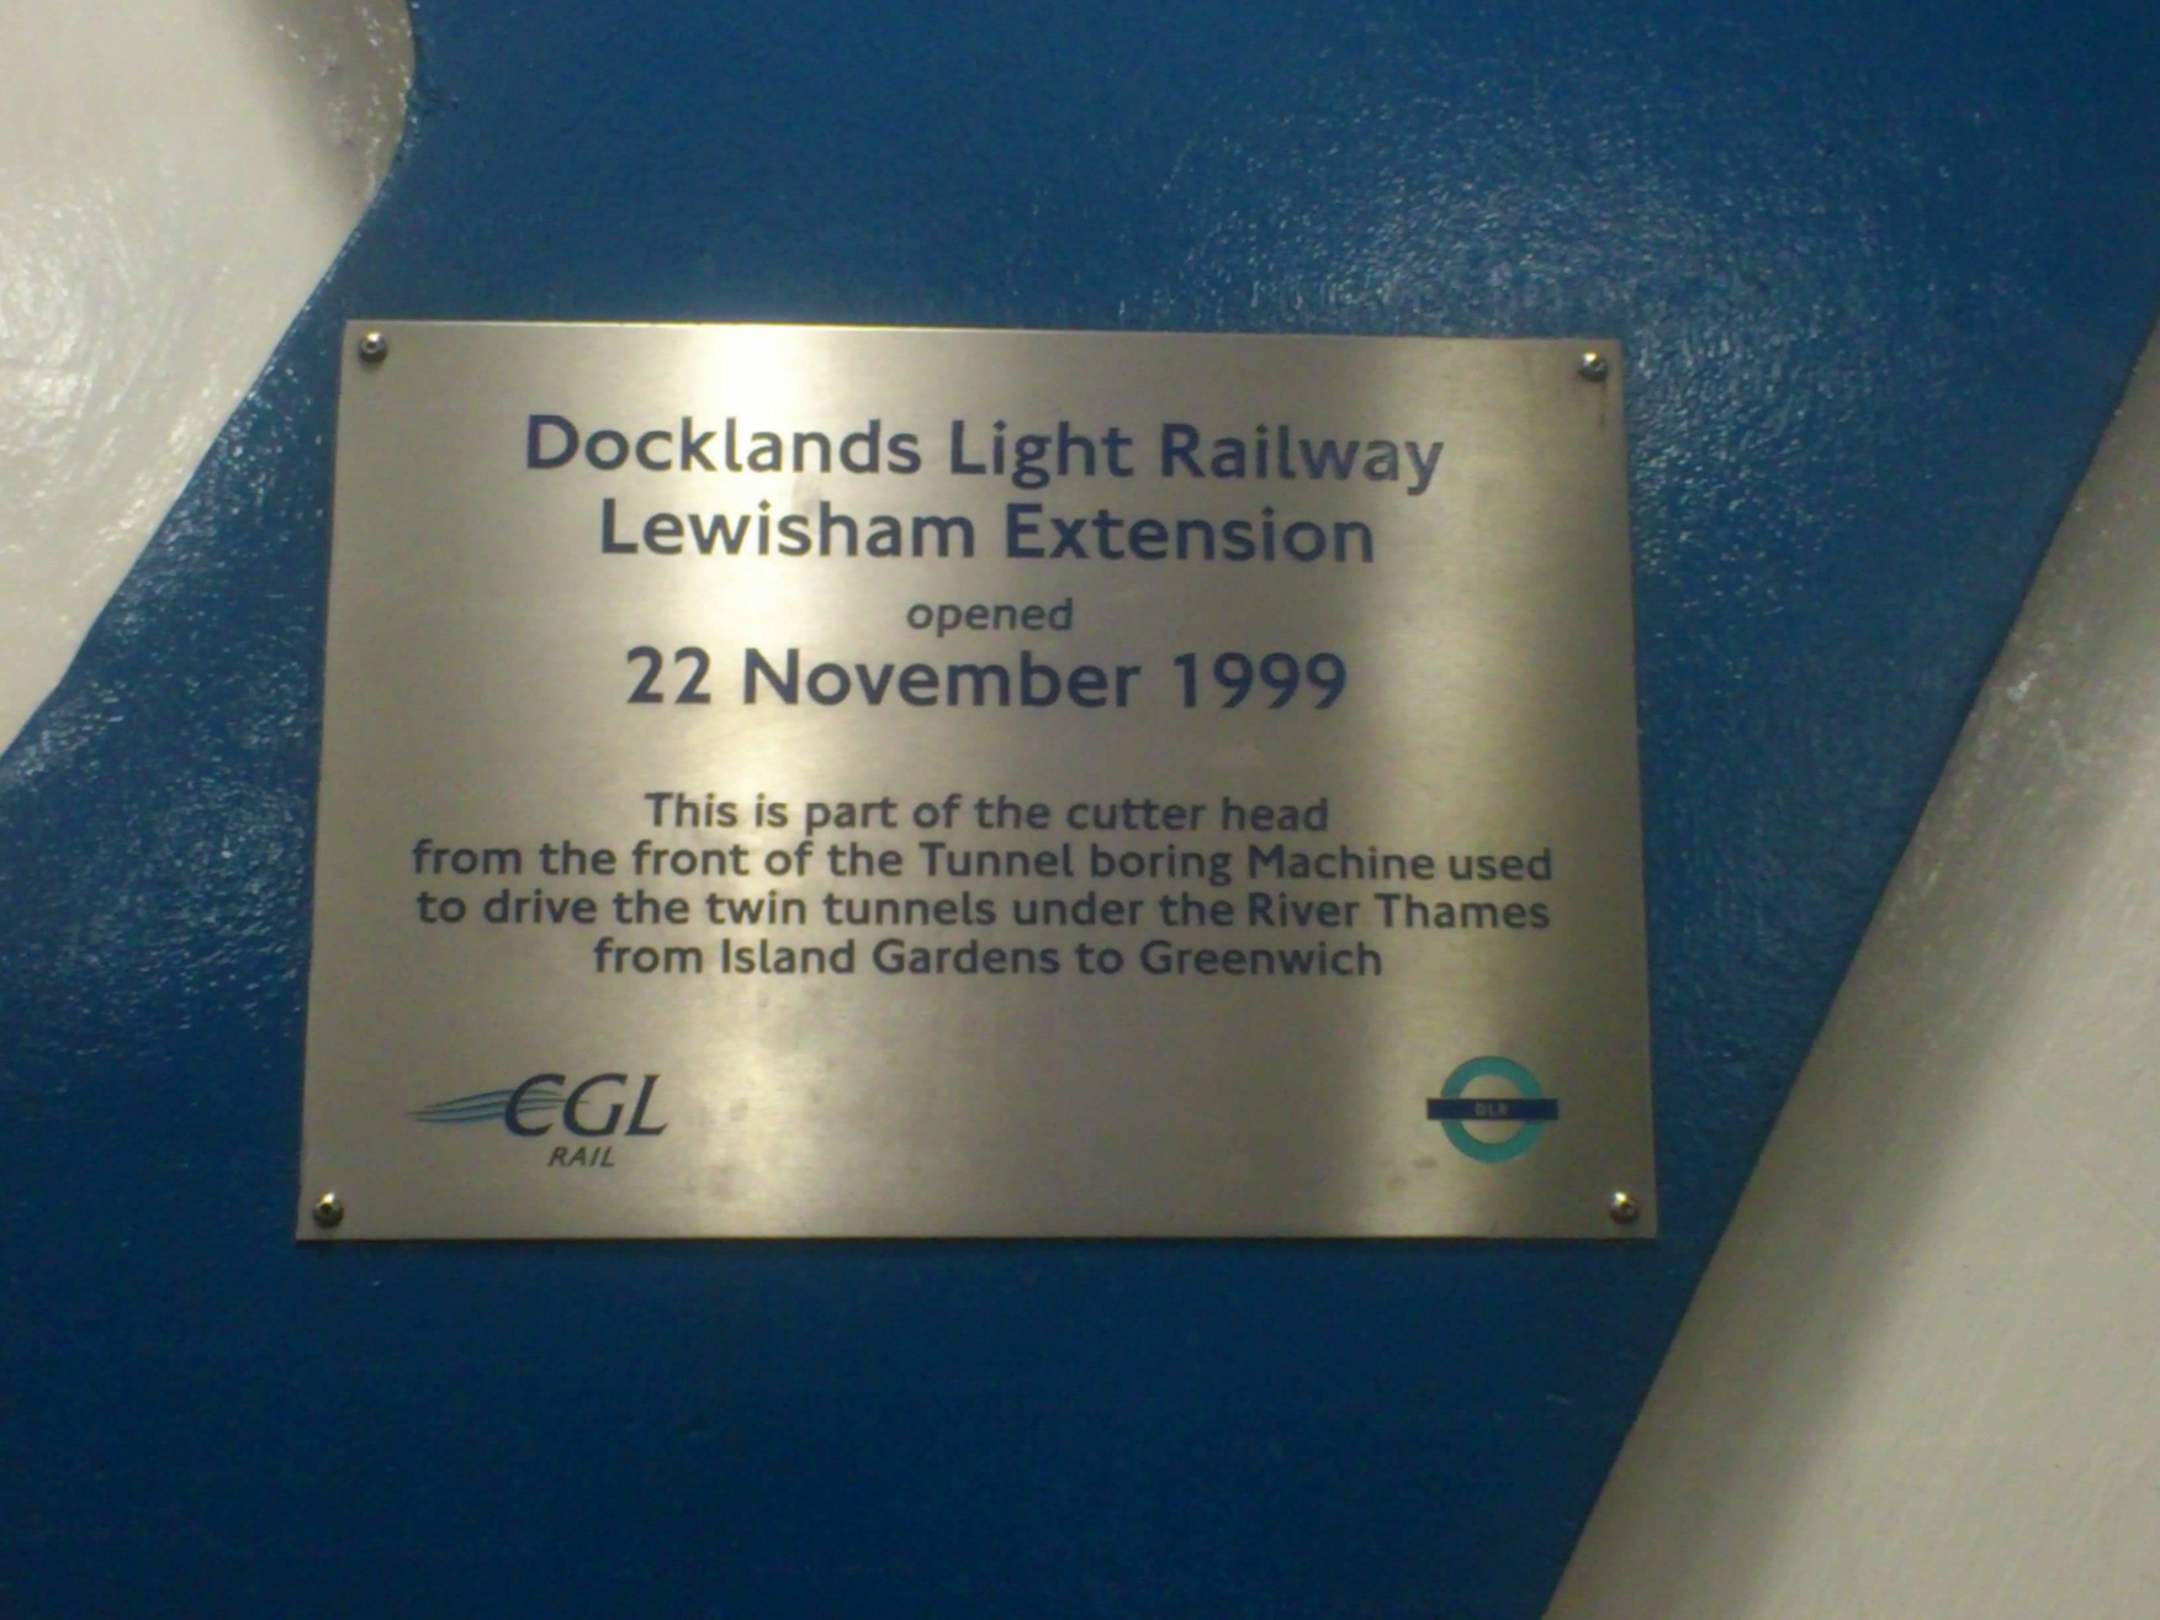 Docklands Light Railway
Lewisham Extension
opened
22 November 1999
This is part of the cutter head
from the front of the Tunnel boring Machine used
to drive the twin tunnels under the River Thames
from Island Gardens to Greenwich
CGL
RAIL
DLR